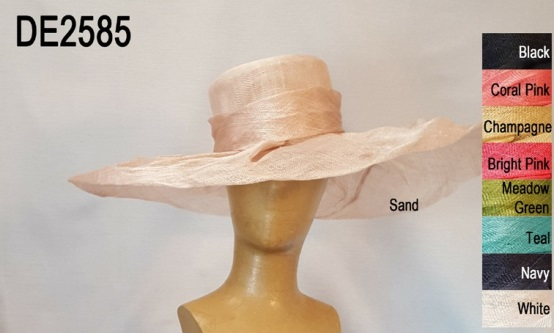 DE2585
Sand
Black
Coral Pink
Champagne
Bright Pink
Meadow
Green
Teal
Navy
White